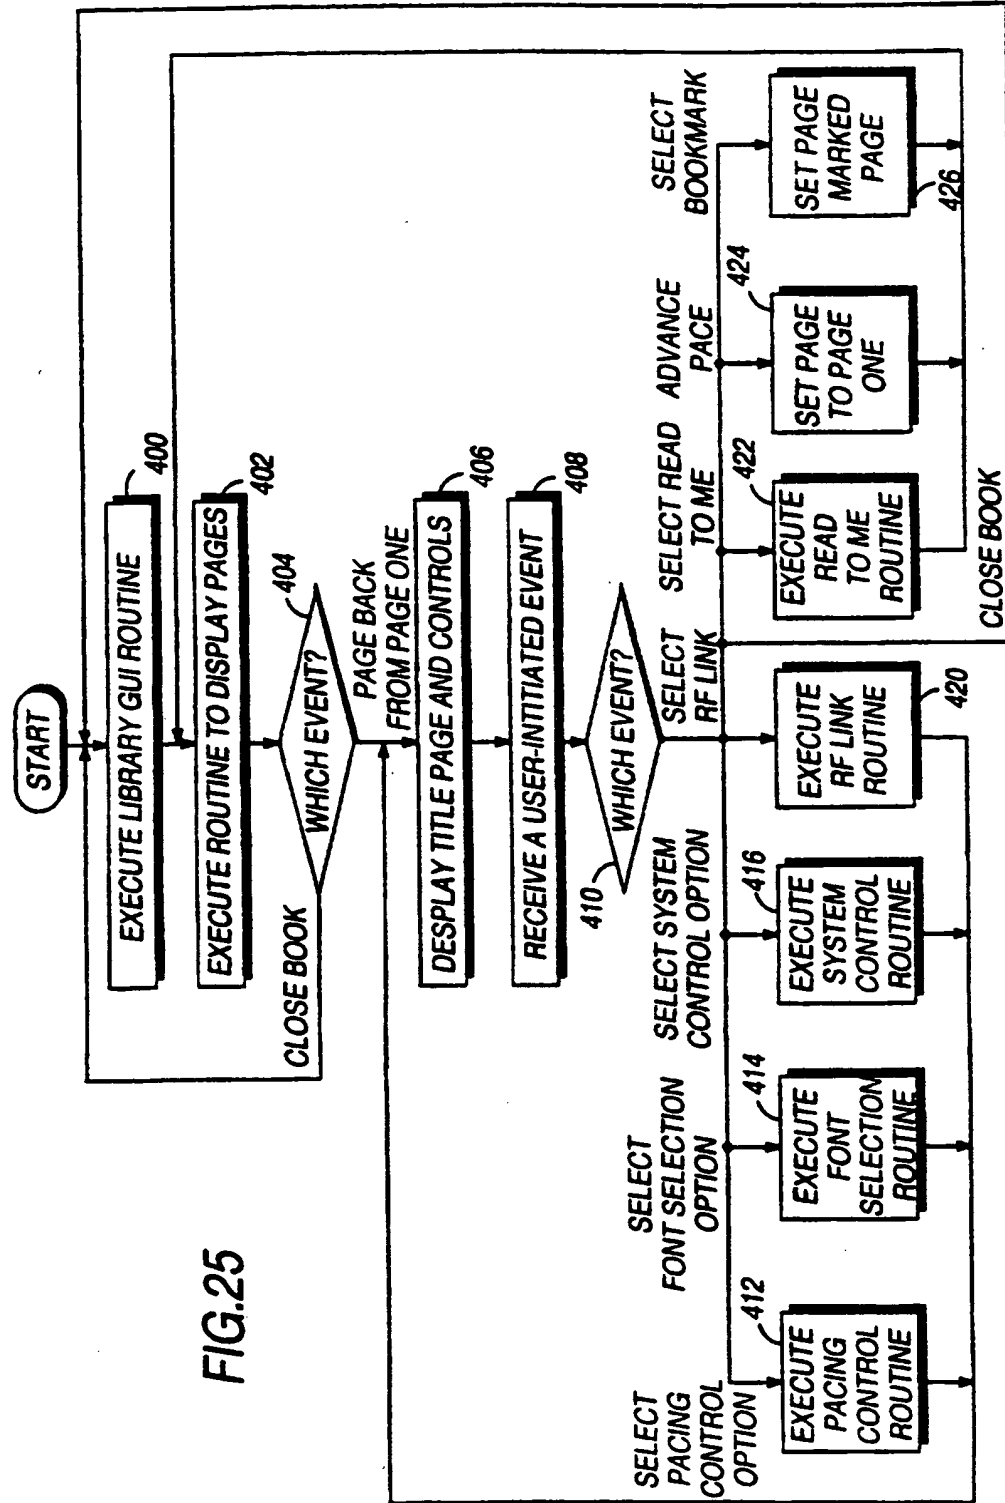 START
EXECUTE LIBRARY GUI ROUTINE
400
EXECUTE ROUTINE TO DISPLAY PAGES
402
WHICH EVENT?
404
CLOSE BOOK
PAGE BACK
FROM PAGE ONE
DESPLAY TITLE PAGE AND CONTROLS
406
RECEIVE A USER-INTITIATED EVENT
408
WHICH EVENT?
410
SELECT
PACING
CONTROL
OPTION
SELECT
FONT SELECTION
OPTION
SELECT SYSTEM
CONTROL OPTION
SELECT
RF LINK
SELECT READ
TO ME
ADVANCE
PACE
SELECT
BOOKMARK
412
EXECUTE
PACING
CONTROL
ROUTINE
414
EXECUTE
FONT
SELECTION
ROUTINE
416
EXECUTE
SYSTEM
CONTROL
ROUTINE
EXECUTE
RF LINK
ROUTINE
420
422
EXECUTE
READ
TO ME
ROUTINE
424
SET PAGE
TO PAGE
ONE
SET PAGE
MARKED
PAGE
426
CLOSE BOOK
FIG.25